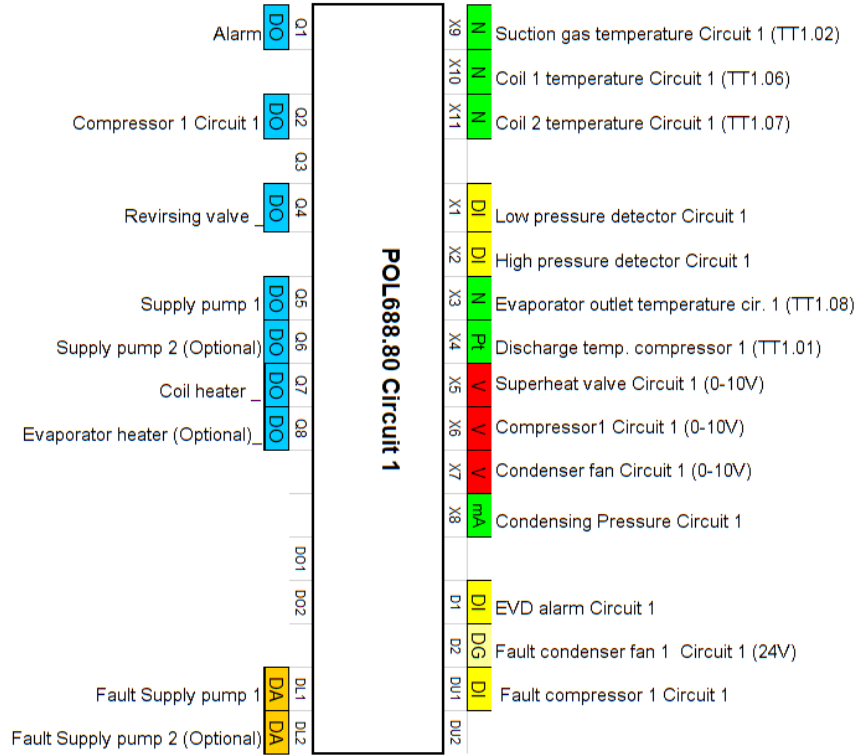 Alarm DO Q1
Compressor 1 Circuit 1 DO Q2
Q3
Revirsing valve _ DO Q4
Supply pump 1 DO Q5
Supply pump 2 (Optional) DO Q6
Coil heater _ DO Q7
Evaporator heater (Optional)_ DO Q8
DO1
DO2
Fault Supply pump 1 DA DL1
Fault Supply pump 2 (Optional) DA DL2
POL688.80 Circuit 1
X9 N Suction gas temperature Circuit 1 (TT1.02)
X10 N Coil 1 temperature Circuit 1 (TT1.06)
X11 N Coil 2 temperature Circuit 1 (TT1.07)
X1 DI Low pressure detector Circuit 1
X2 DI High pressure detector Circuit 1
X3 N Evaporator outlet temperature cir. 1 (TT1.08)
X4 Pt Discharge temp. compressor 1 (TT1.01)
X5 V Superheat valve Circuit 1 (0-10V)
X6 V Compressor1 Circuit 1 (0-10V)
X7 V Condenser fan Circuit 1 (0-10V)
X8 mA Condensing Pressure Circuit 1
D1 DI EVD alarm Circuit 1
D2 DG Fault condenser fan 1 Circuit 1 (24V)
DU1 DI Fault compressor 1 Circuit 1
DU2